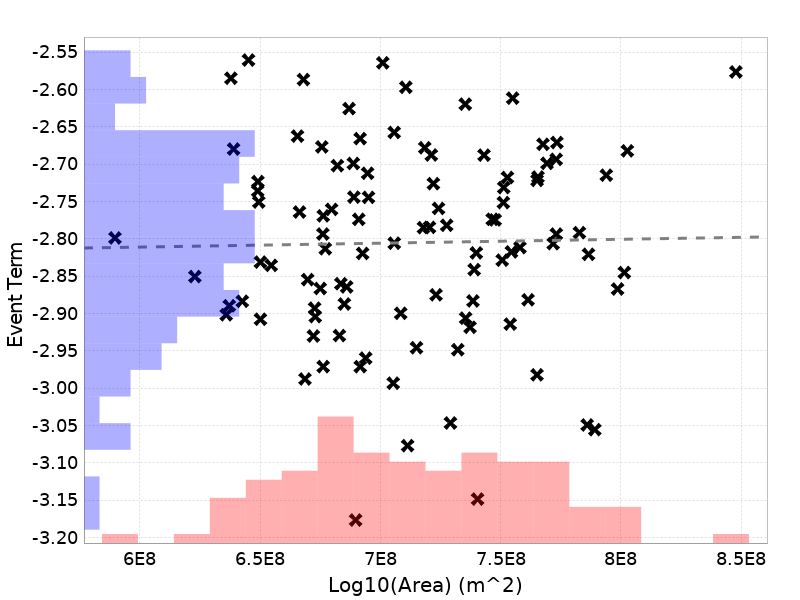 -2.55
-2.60
-2.65
-2.70
-2.75
-2.80
-2.85
-2.90
-2.95
-3.00
-3.05
-3.10
-3.15
-3.20
Event Term
6E8
6.5E8
7E8
7.5E8
8E8
8.5E8
Log10(Area) (m^2)